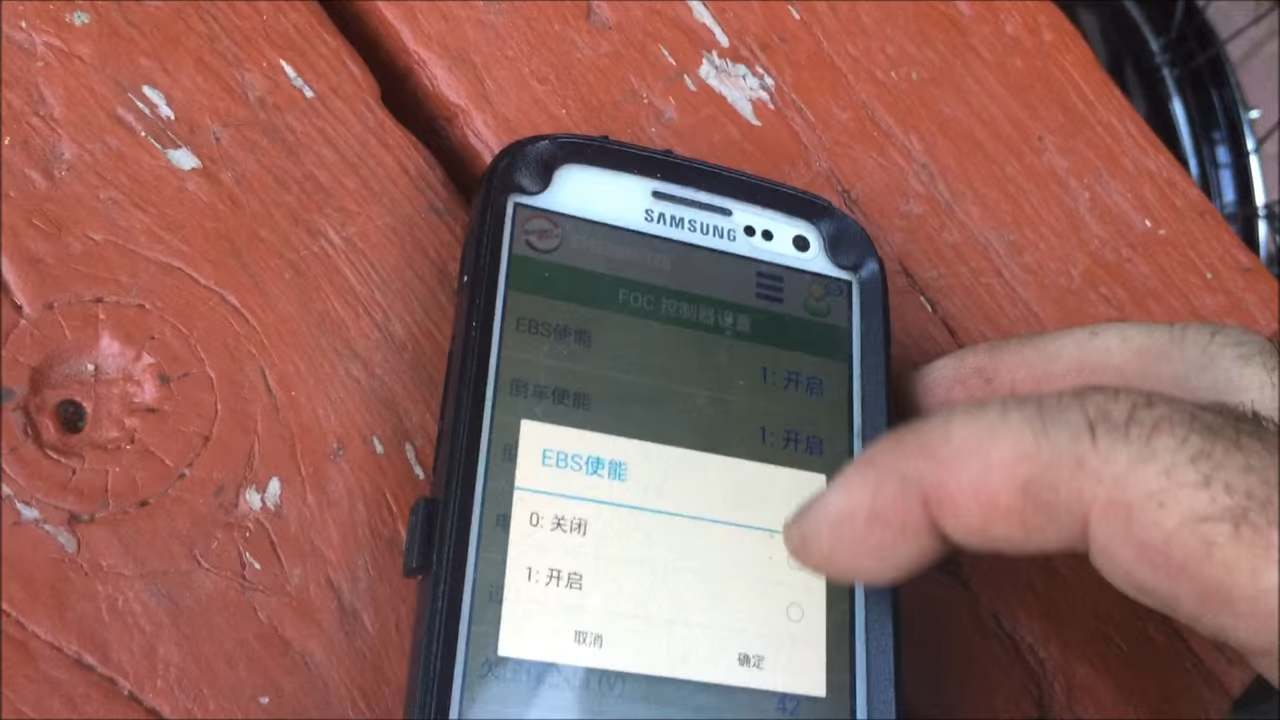 SAMSUNG
FOC 控制器设置
EBS使能
1: 开启
倒车使能
1: 开启
EBS使能
0: 关闭
1: 开启
取消
确定
(V)
42